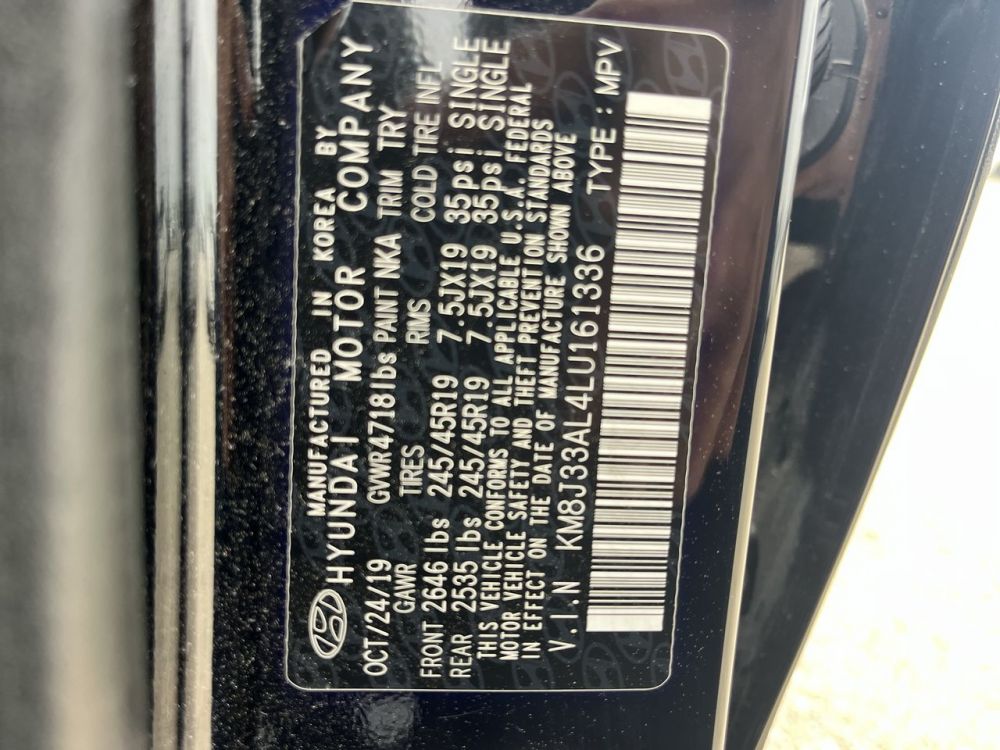 MANUFACTURED IN KOREA BY
HYUNDAI MOTOR COMPANY
OCT/24/19 GVWR4718lbs PAINT NKA TRIM TRY
GAWR TIRES RIMS COLD TIRE INFL
FRONT 2646 lbs 245/45R19 7.5JX19 35psi SINGLE
REAR 2535 lbs 245/45R19 7.5JX19 35psi SINGLE
THIS VEHICLE CONFORMS TO ALL APPLICABLE U.S.A. FEDERAL
MOTOR VEHICLE SAFETY AND THEFT PREVENTION STANDARDS
IN EFFECT ON THE DATE OF MANUFACTURE SHOWN ABOVE
V.I.N KM8J33AL4LU161336 TYPE : MPV